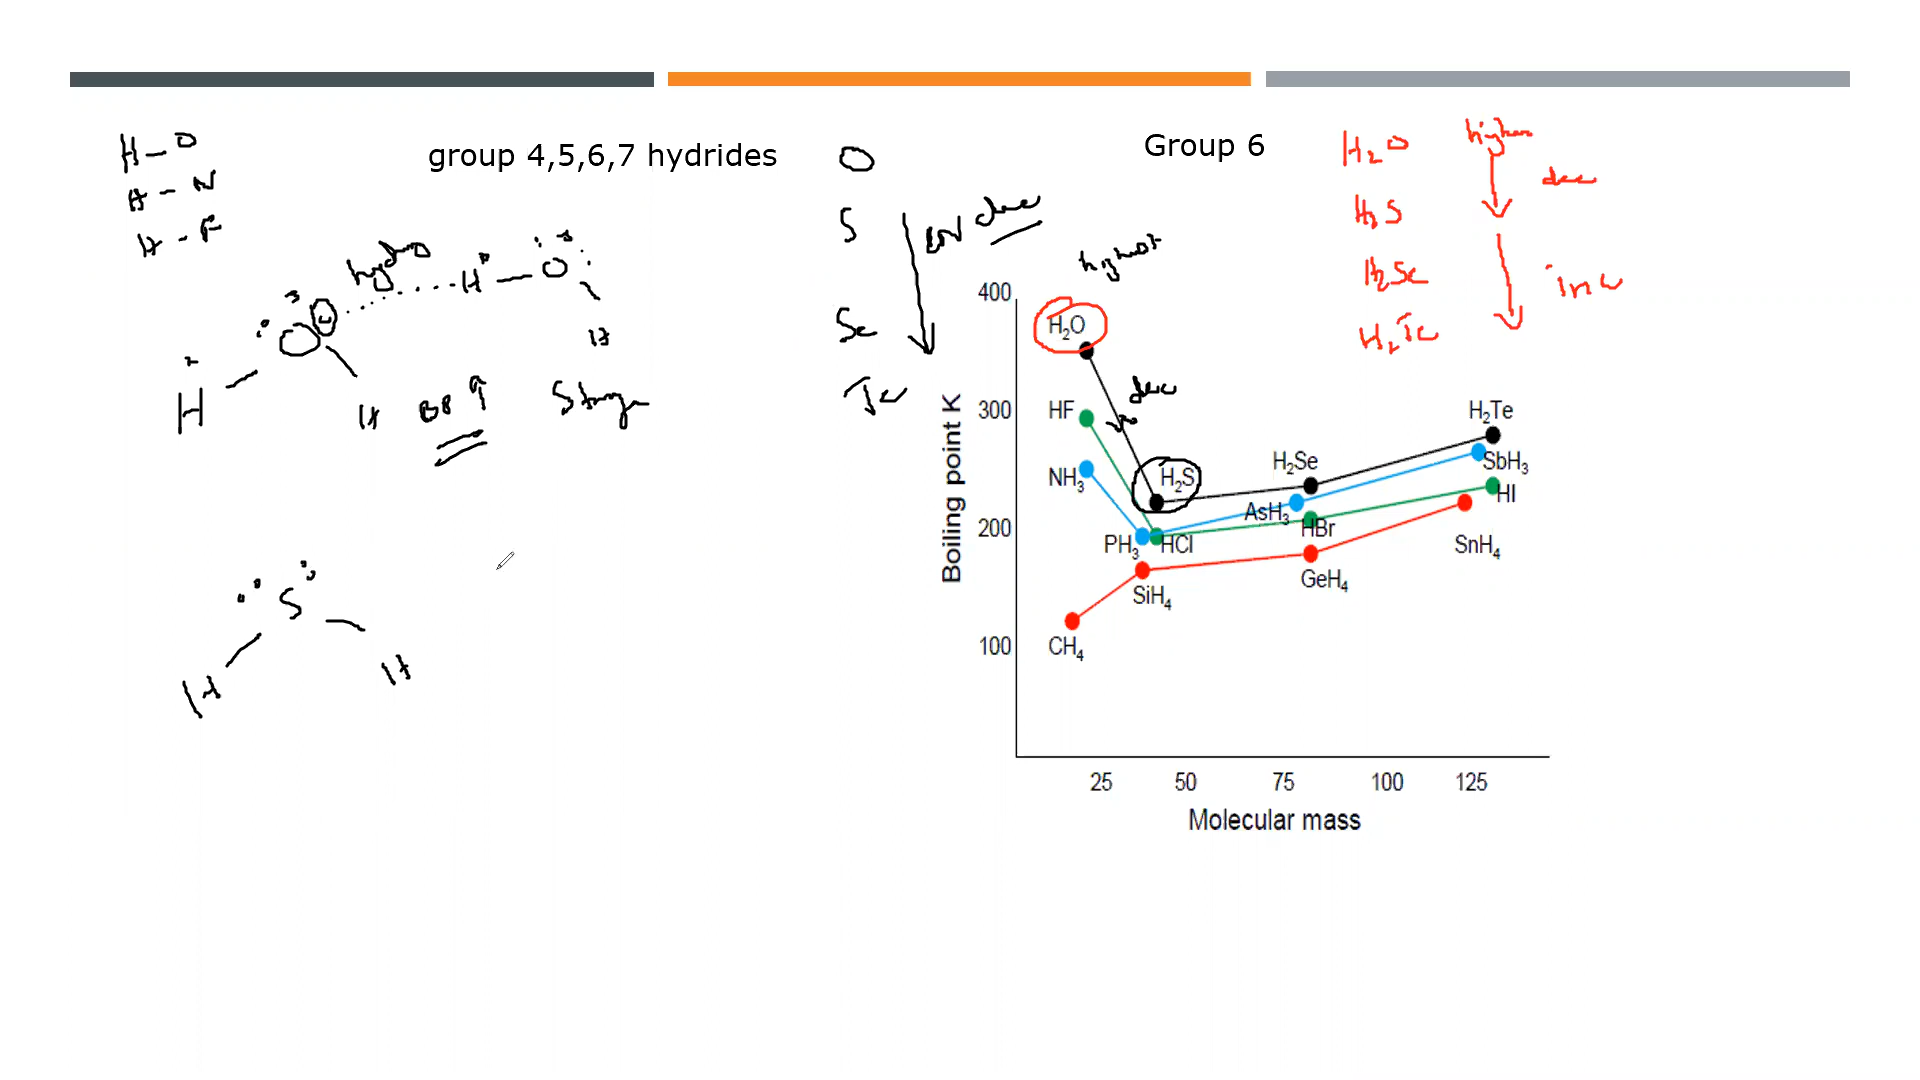 H-O
H-N
H-F
group 4,5,6,7 hydrides
O
S
Se
Te
EN dec
Group 6
H₂O
H₂S
H₂Se
H₂Te
highest
dec
inc
hydro
H
O
H
O
H
H
BP ↑
Strong
S
H
H
highest
dec
400
300
200
100
Boiling point K
H₂O
HF
NH₃
H₂S
PH₃
HCl
H₂Se
AsH₃
HBr
H₂Te
SbH₃
HI
SnH₄
GeH₄
SiH₄
CH₄
25 50 75 100 125
Molecular mass